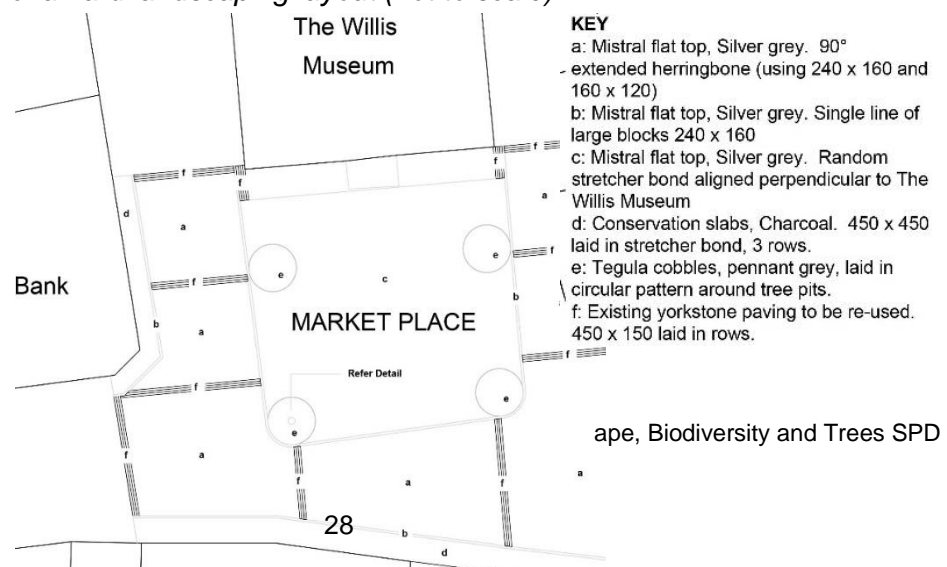 The Willis
Museum
KEY
a: Mistral flat top, Silver grey. 90°
extended herringbone (using 240 x 160 and
160 x 120)
b: Mistral flat top, Silver grey. Single line of
large blocks 240 x 160
c: Mistral flat top, Silver grey. Random
stretcher bond aligned perpendicular to The
Willis Museum
d: Conservation slabs, Charcoal. 450 x 450
laid in stretcher bond, 3 rows.
e: Tegula cobbles, pennant grey, laid in
circular pattern around tree pits.
f: Existing yorkstone paving to be re-used.
450 x 150 laid in rows.
f
f
f
f
f
d
a
a
e
e
c
f
f
Bank
b
b
a
MARKET PLACE
f
f
Refer Detail
e
e
f
a
f
f
a
a
28
b
d
ape, Biodiversity and Trees SPD